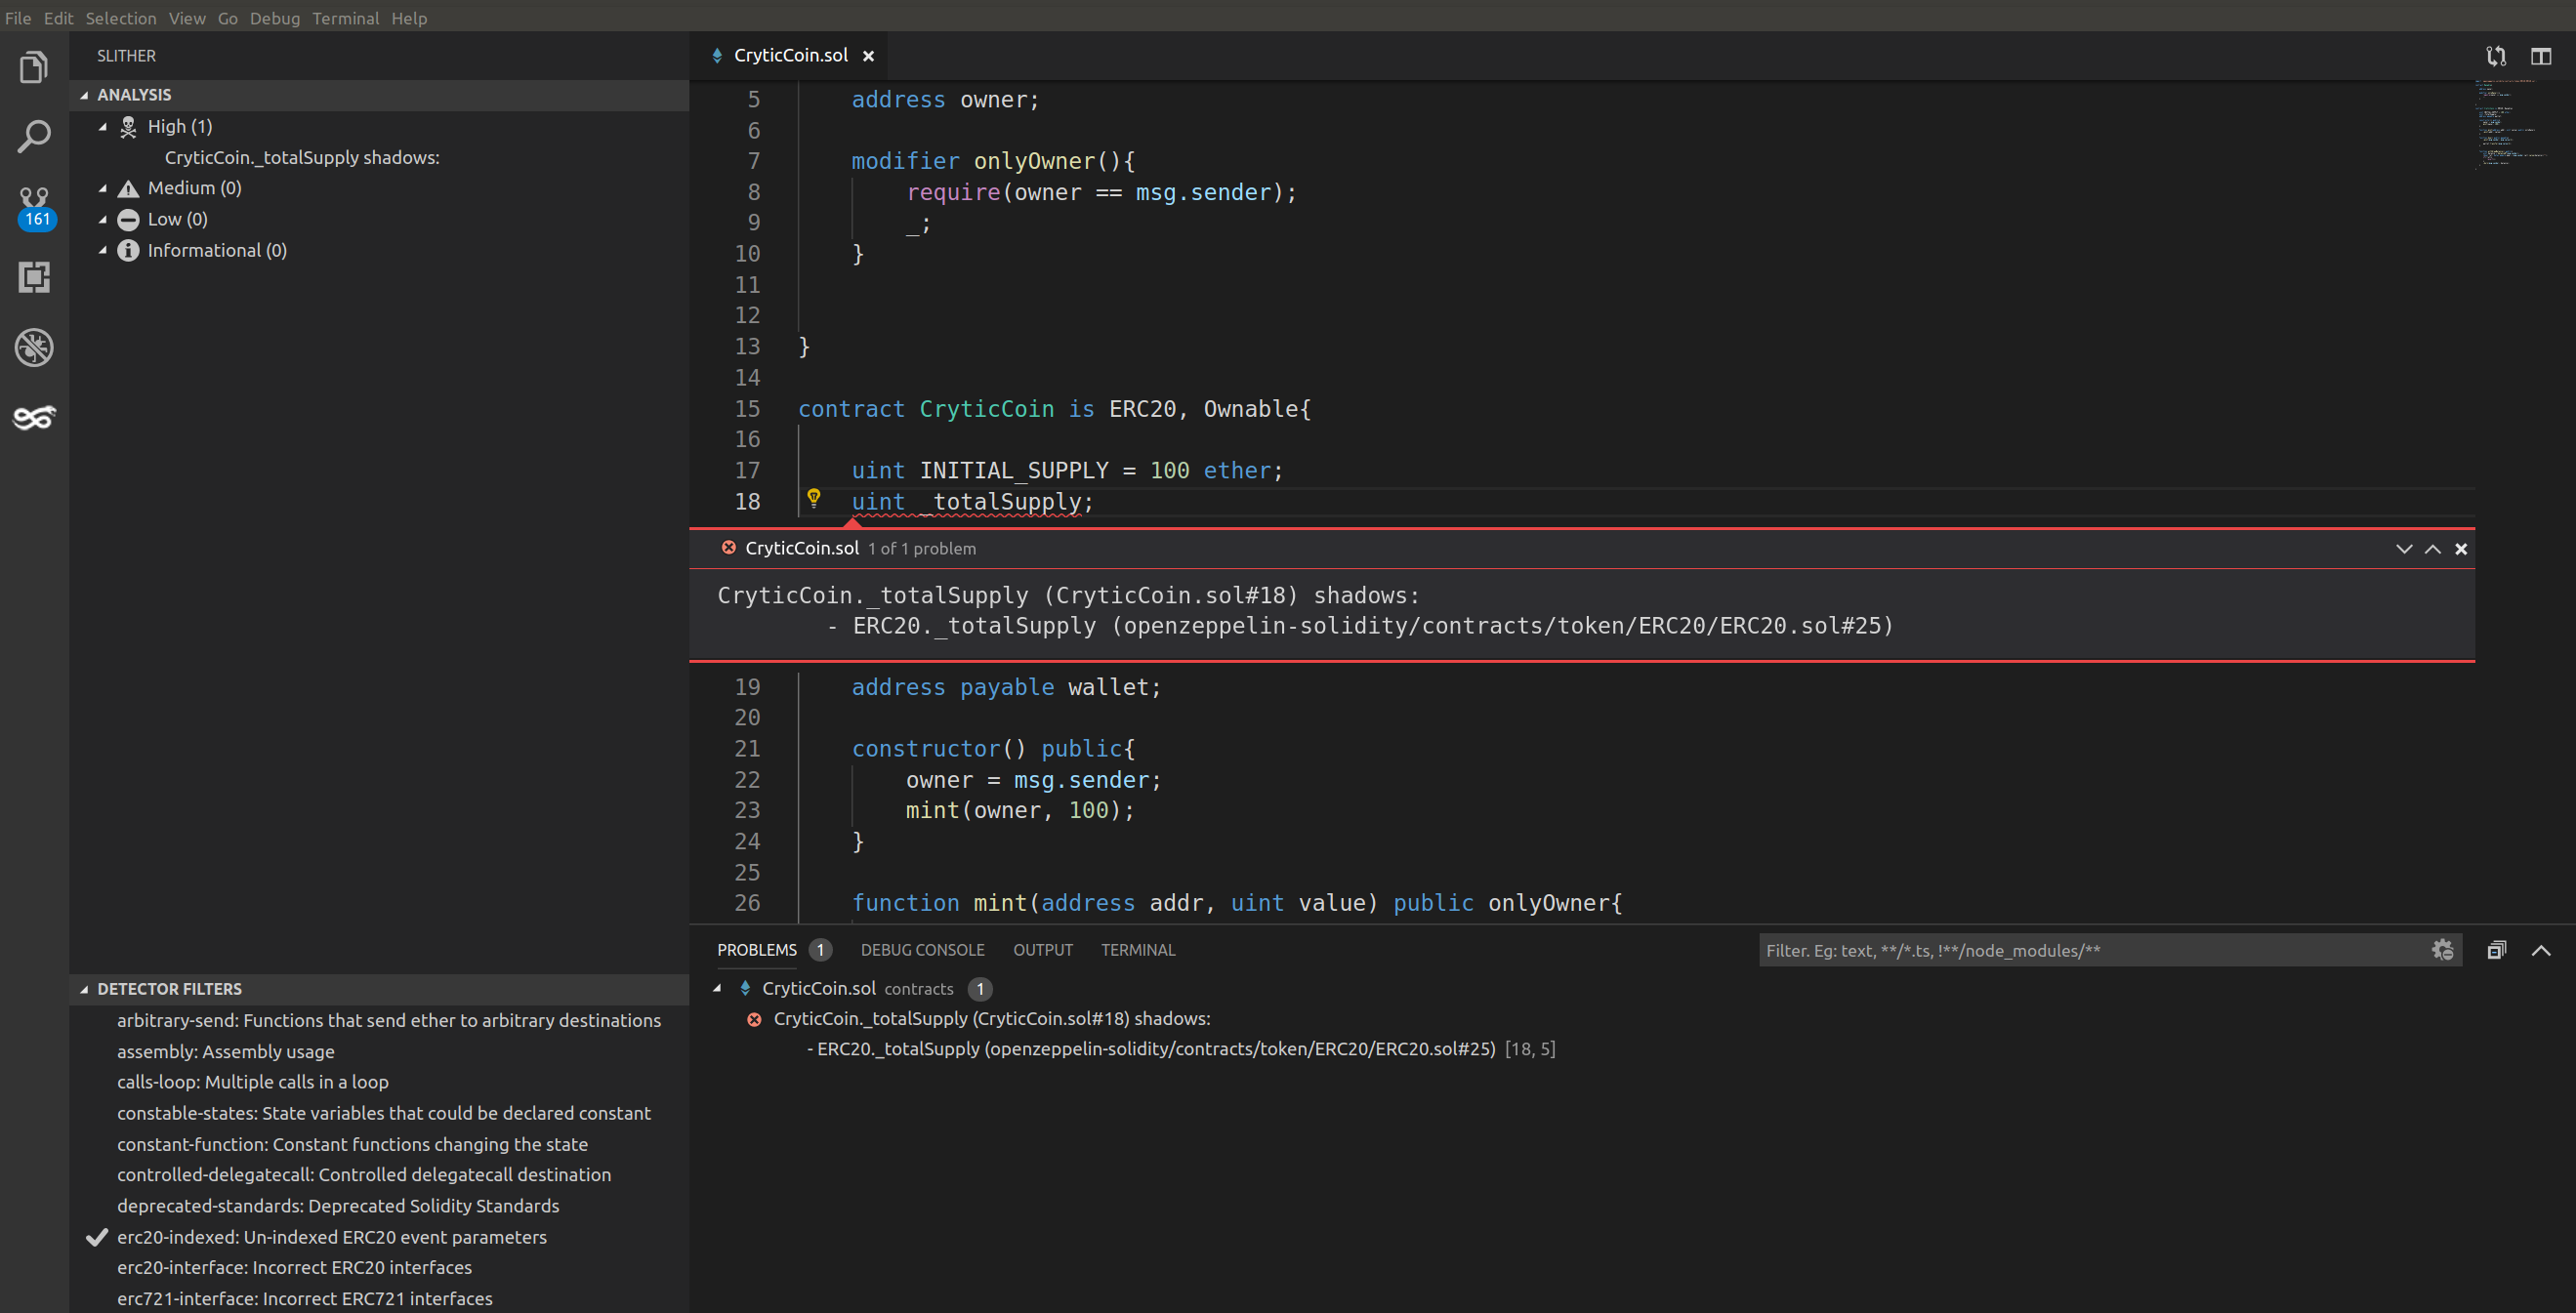 File Edit Selection View Go Debug Terminal Help
SLITHER
ANALYSIS
High (1)
CryticCoin._totalSupply shadows:
Medium (0)
Low (0)
Informational (0)
161
DETECTOR FILTERS
arbitrary-send: Functions that send ether to arbitrary destinations
assembly: Assembly usage
calls-loop: Multiple calls in a loop
constable-states: State variables that could be declared constant
constant-function: Constant functions changing the state
controlled-delegatecall: Controlled delegatecall destination
deprecated-standards: Deprecated Solidity Standards
erc20-indexed: Un-indexed ERC20 event parameters
erc20-interface: Incorrect ERC20 interfaces
erc721-interface: Incorrect ERC721 interfaces
CryticCoin.sol
5 address owner;
6
7 modifier onlyOwner(){
8 require(owner == msg.sender);
9 _;
10 }
11
12
13 }
14
15 contract CryticCoin is ERC20, Ownable{
16
17 uint INITIAL_SUPPLY = 100 ether;
18 uint _totalSupply;
CryticCoin.sol 1 of 1 problem
CryticCoin._totalSupply (CryticCoin.sol#18) shadows:
- ERC20._totalSupply (openzeppelin-solidity/contracts/token/ERC20/ERC20.sol#25)
19 address payable wallet;
20
21 constructor() public{
22 owner = msg.sender;
23 mint(owner, 100);
24 }
25
26 function mint(address addr, uint value) public onlyOwner{
PROBLEMS 1 DEBUG CONSOLE OUTPUT TERMINAL Filter. Eg: text, **/*.ts, !**/node_modules/**
CryticCoin.sol contracts 1
CryticCoin._totalSupply (CryticCoin.sol#18) shadows:
- ERC20._totalSupply (openzeppelin-solidity/contracts/token/ERC20/ERC20.sol#25) [18, 5]